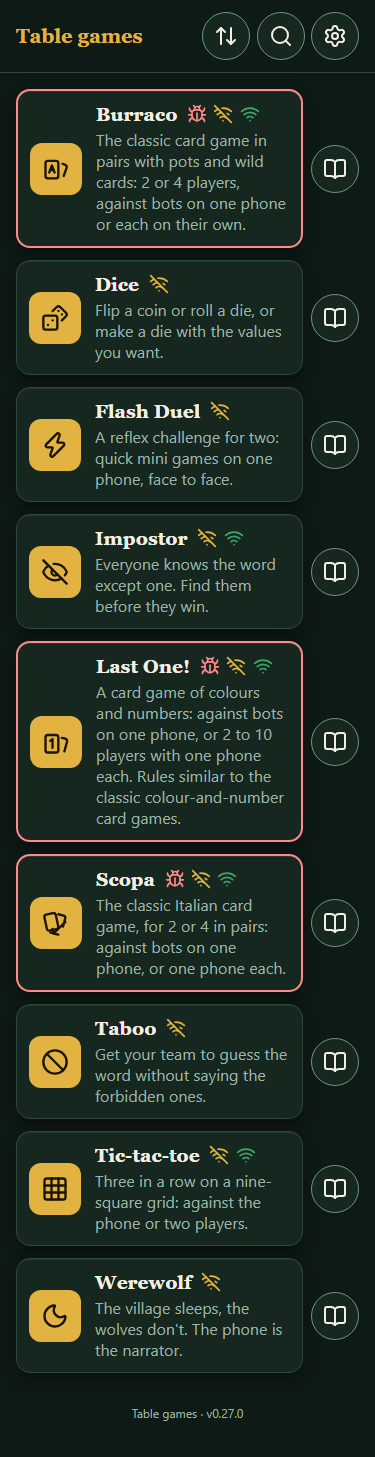 Table games
Burraco
The classic card game in
pairs with pots and wild
cards: 2 or 4 players,
against bots on one phone
or each on their own.
Dice
Flip a coin or roll a die, or
make a die with the values
you want.
Flash Duel
A reflex challenge for two:
quick mini games on one
phone, face to face.
Impostor
Everyone knows the word
except one. Find them
before they win.
Last One!
A card game of colours
and numbers: against bots
on one phone, or 2 to 10
players with one phone
each. Rules similar to the
classic colour-and-number
card games.
Scopa
The classic Italian card
game, for 2 or 4 in pairs:
against bots on one
phone, or one phone each.
Taboo
Get your team to guess the
word without saying the
forbidden ones.
Tic-tac-toe
Three in a row on a nine-
square grid: against the
phone or two players.
Werewolf
The village sleeps, the
wolves don't. The phone is
the narrator.
Table games · v0.27.0